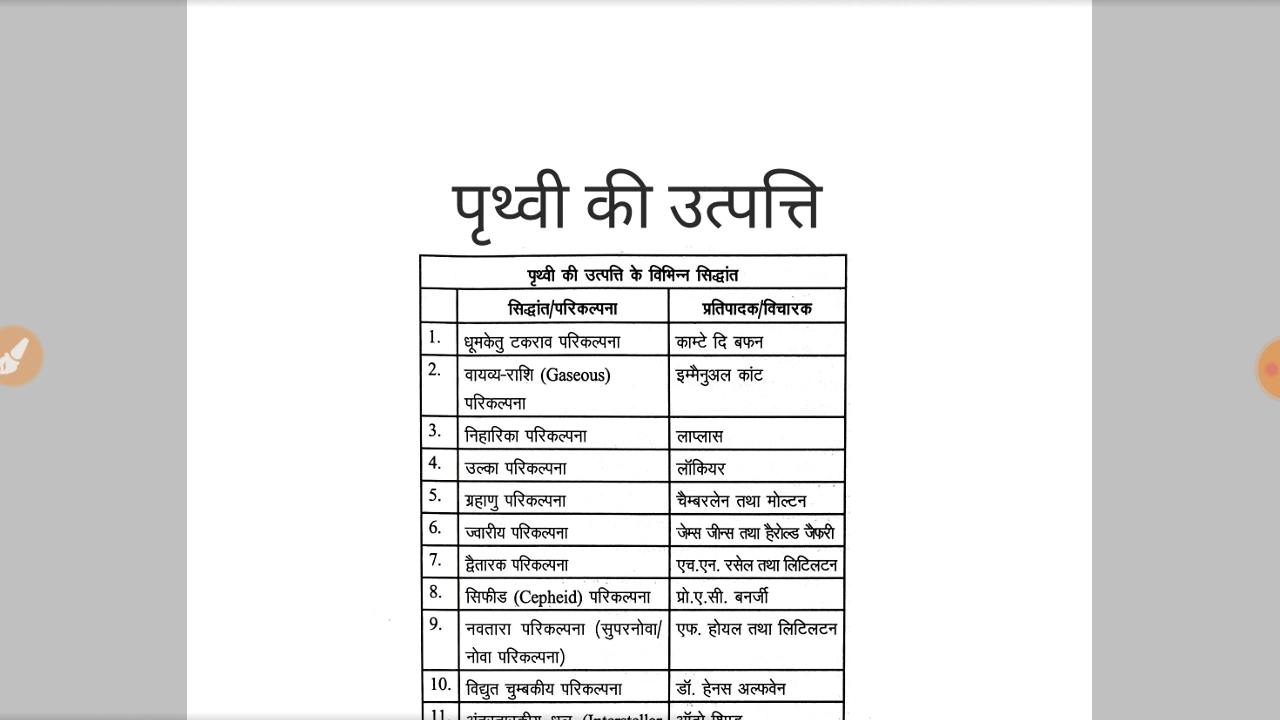 पृथ्वी की उत्पत्ति
पृथ्वी की उत्पत्ति के विभिन्न सिद्धांत
सिद्धांत/परिकल्पना प्रतिपादक/विचारक
1. धूमकेतु टकराव परिकल्पना काम्टे दि बफन
2. वायव्य-राशि (Gaseous) इम्मैनुअल कांट
परिकल्पना
3. निहारिका परिकल्पना लाप्लास
4. उल्का परिकल्पना लॉकियर
5. ग्रहाणु परिकल्पना चैम्बरलेन तथा मोल्टन
6. ज्वारीय परिकल्पना जेम्स जीन्स तथा हैरोल्ड जैफरी
7. द्वैतारक परिकल्पना एच.एन. रसेल तथा लिटिलटन
8. सिफीड (Cepheid) परिकल्पना प्रो.ए.सी. बनर्जी
9. नवतारा परिकल्पना (सुपरनोवा/ एफ. होयल तथा लिटिलटन
नोवा परिकल्पना)
10. विद्युत चुम्बकीय परिकल्पना डॉ. हेनस अल्फवेन
11.